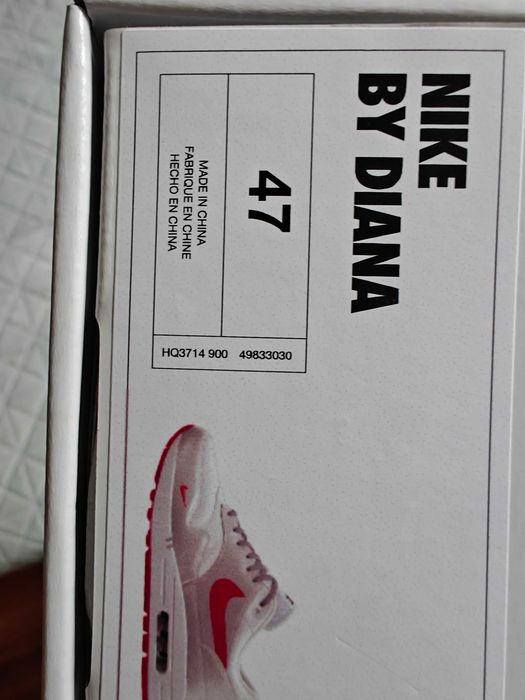 NIKE
BY DIANA
47
MADE IN CHINA
FABRIQUE EN CHINE
HECHO EN CHINA
HQ3714 900 49833030